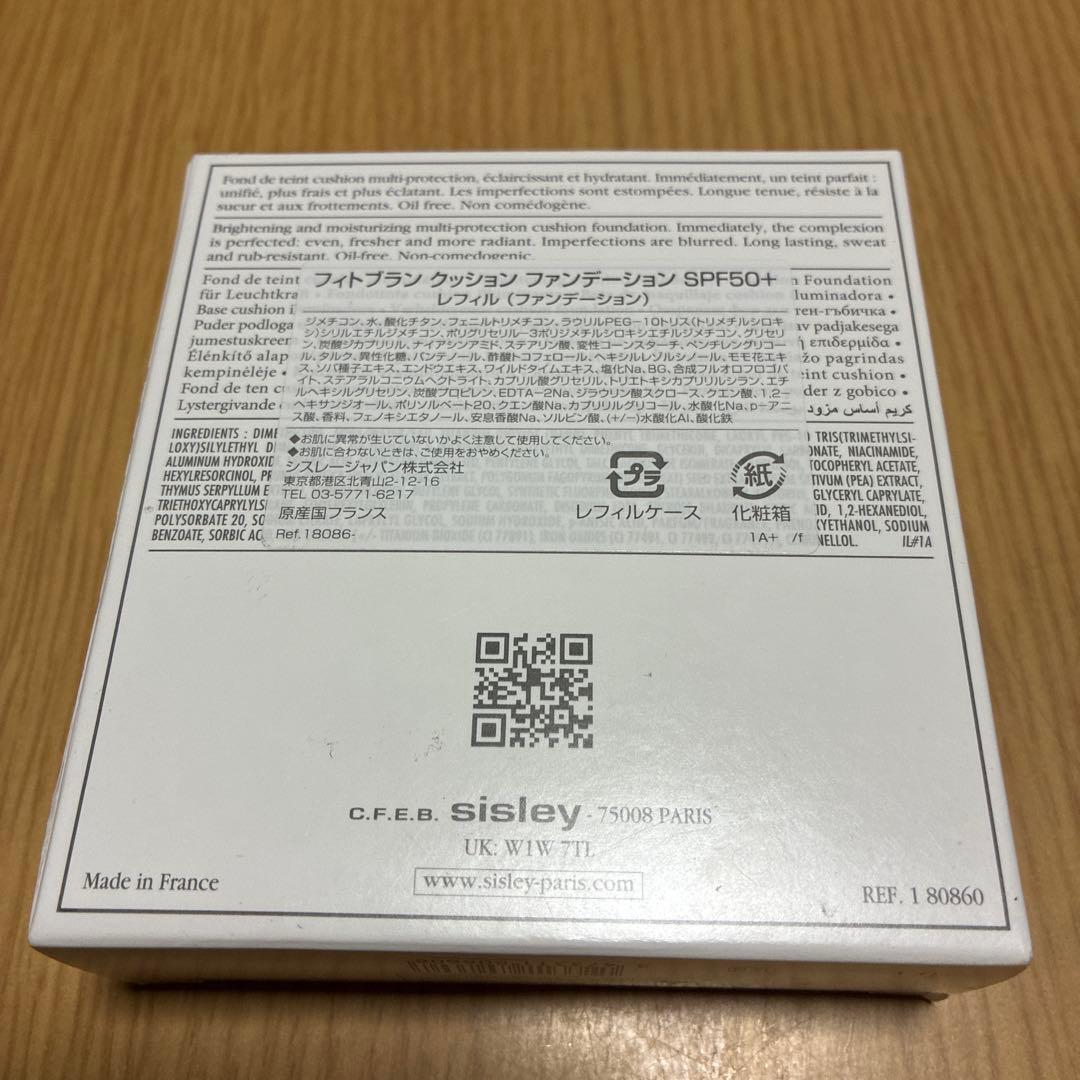 Fond de teint cushion multi-protection, éclaircissant et hydratant. Immédiatement, un teint parfait :
unifié, plus frais et plus éclatant. Les imperfections sont estompées. Longue tenue, résiste à la
sueur et aux frottements. Oil free. Non comédogène.
Brightening and moisturizing multi-protection cushion foundation. Immediately, the complexion
is perfected: even, fresher and more radiant. Imperfections are blurred. Long lasting, sweat
and rub-resistant. Oil-free. Non-comedogenic.
Fond de teint
Foundation
für Leuchtkra
luminadora •
Base cushion i
тен-гъбичка •
Puder podloga
av padjakesega
jumestuskreem
ή επιδερμίδα •
Élénkítő alap
ažo pagrindas
kempinėlėje •
eint cushion •
Fond de ten c
der z gobico •
Lystergivande
كريم أساس مزود
フィトブラン クッション ファンデーション SPF50+
レフィル（ファンデーション）
ジメチコン、水、酸化チタン、フェニルトリメチコン、ラウリルPEG-10トリス（トリメチルシロキ
シ）シリルエチルジメチコン、ポリグリセリル-3ポリジメチルシロキシエチルジメチコン、グリセリ
ン、炭酸ジカプリリル、ナイアシンアミド、ステアリン酸、変性コーンスターチ、ペンチレングリコー
ル、タルク、異性化糖、パンテノール、酢酸トコフェロール、ヘキシルレゾルシノール、モモ花エキ
ス、ソバ種子エキス、エンドウエキス、ワイルドタイムエキス、塩化Na、BG、合成フルオロフロゴパ
イト、ステアラルコニウムヘクトライト、カプリル酸グリセリル、トリエトキシカプリリルシラン、エチ
ルヘキシルグリセリン、炭酸プロピレン、EDTA-2Na、ジラウリン酸スクロース、クエン酸、1,2-
ヘキサンジオール、ポリソルベート20、クエン酸Na、カプリリルグリコール、水酸化Na、p-アニ
ス酸、香料、フェノキシエタノール、安息香酸Na、ソルビン酸、(+/-)水酸化Al、酸化鉄
◆お肌に異常が生じていないかよく注意して使用してください。
◆お肌に合わないときは、ご使用をおやめください。
シスレージャパン株式会社
東京都港区北青山2-12-16
TEL 03-5771-6217
原産国フランス
Ref.18086-
プラ
レフィルケース
紙
化粧箱
1A+ /f
INGREDIENTS : DIME
TRIS(TRIMETHYLSI-
LOXY)SILYLETHYL D
ONATE, NIACINAMIDE,
ALUMINUM HYDROXID
TOCOPHERYL ACETATE,
HEXYLRESORCINOL, PR
TIVUM (PEA) EXTRACT,
THYMUS SERPYLLUM E
GLYCERYL CAPRYLATE,
TRIETHOXYCAPRYLYLS
ID, 1,2-HEXANEDIOL,
POLYSORBATE 20, SO
XYETHANOL, SODIUM
BENZOATE, SORBIC AC
NELLOL. IL#1A
C.F.E.B. sisley - 75008 PARIS
UK: W1W 7TL
www.sisley-paris.com
Made in France
REF. 1 80860